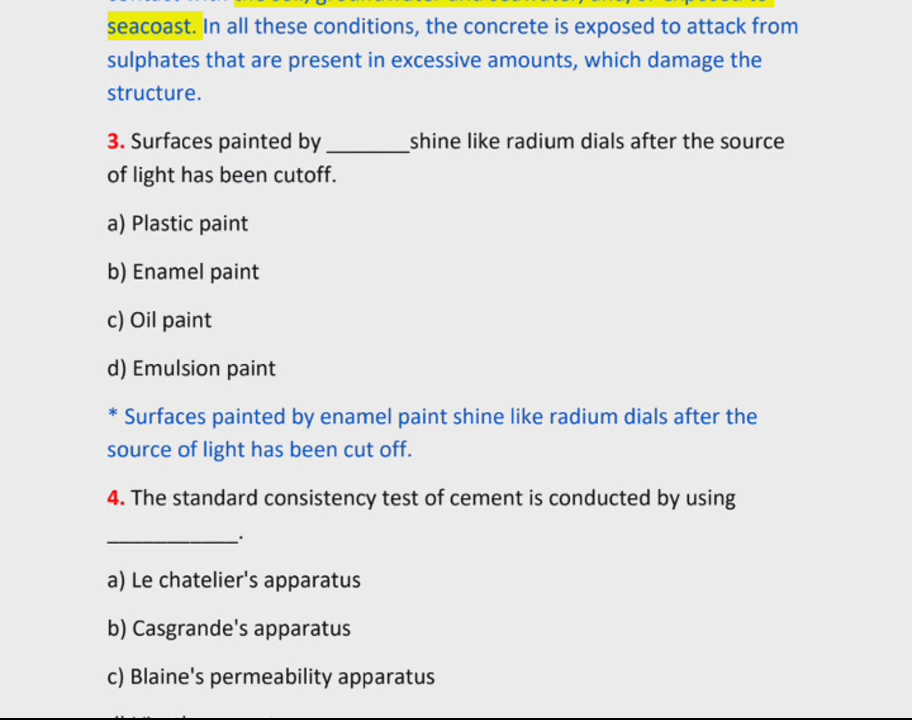 seacoast. In all these conditions, the concrete is exposed to attack from
sulphates that are present in excessive amounts, which damage the
structure.
3. Surfaces painted by _______shine like radium dials after the source
of light has been cutoff.
a) Plastic paint
b) Enamel paint
c) Oil paint
d) Emulsion paint
* Surfaces painted by enamel paint shine like radium dials after the
source of light has been cut off.
4. The standard consistency test of cement is conducted by using
___________.
a) Le chatelier's apparatus
b) Casgrande's apparatus
c) Blaine's permeability apparatus